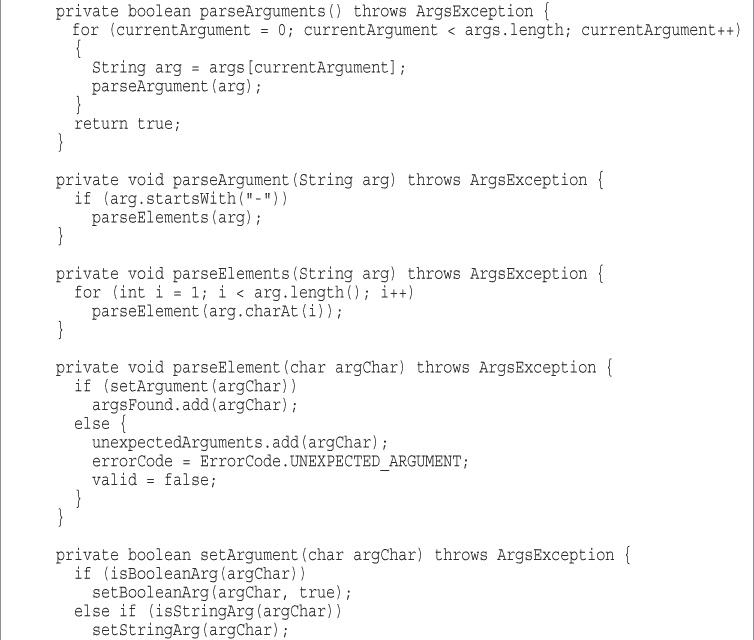 private boolean parseArguments() throws ArgsException {
  for (currentArgument = 0; currentArgument < args.length; currentArgument++)
  {
    String arg = args[currentArgument];
    parseArgument(arg);
  }
  return true;
}

private void parseArgument(String arg) throws ArgsException {
  if (arg.startsWith("-"))
    parseElements(arg);
}

private void parseElements(String arg) throws ArgsException {
  for (int i = 1; i < arg.length(); i++)
    parseElement(arg.charAt(i));
}

private void parseElement(char argChar) throws ArgsException {
  if (setArgument(argChar))
    argsFound.add(argChar);
  else {
    unexpectedArguments.add(argChar);
    errorCode = ErrorCode.UNEXPECTED_ARGUMENT;
    valid = false;
  }
}

private boolean setArgument(char argChar) throws ArgsException {
  if (isBooleanArg(argChar))
    setBooleanArg(argChar, true);
  else if (isStringArg(argChar))
    setStringArg(argChar);